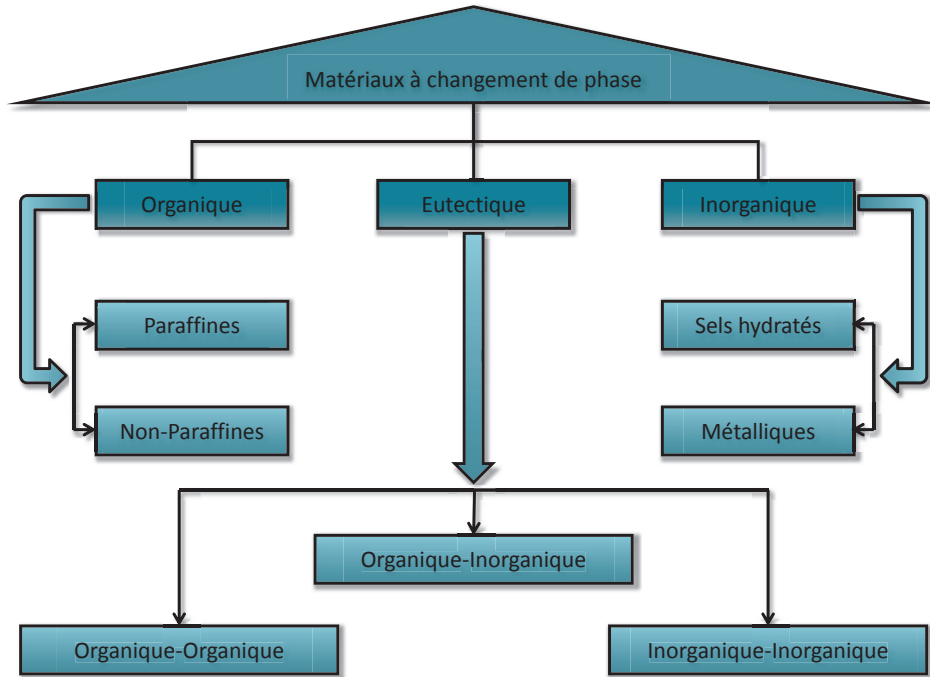 Matériaux à changement de phase
Organique
Eutectique
Inorganique
Paraffines
Sels hydratés
Non-Paraffines
Métalliques
Organique-Inorganique
Organique-Organique
Inorganique-Inorganique